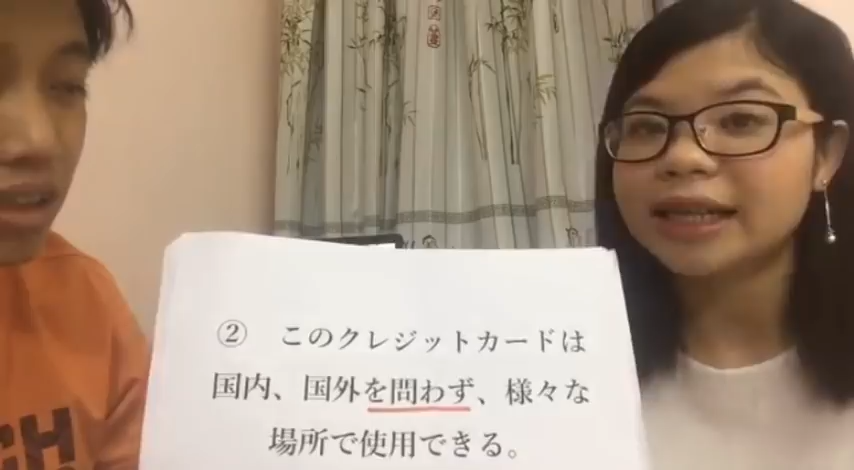 ② このクレジットカードは
国内、国外を問わず、様々な
場所で使用できる。